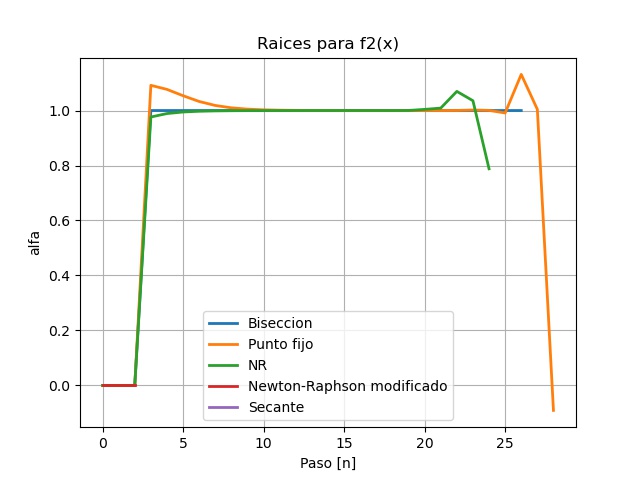 Raices para f2(x)
alfa
1.0
0.8
0.6
0.4
0.2
0.0
Biseccion
Punto fijo
NR
Newton-Raphson modificado
Secante
0 5 10 15 20 25
Paso [n]